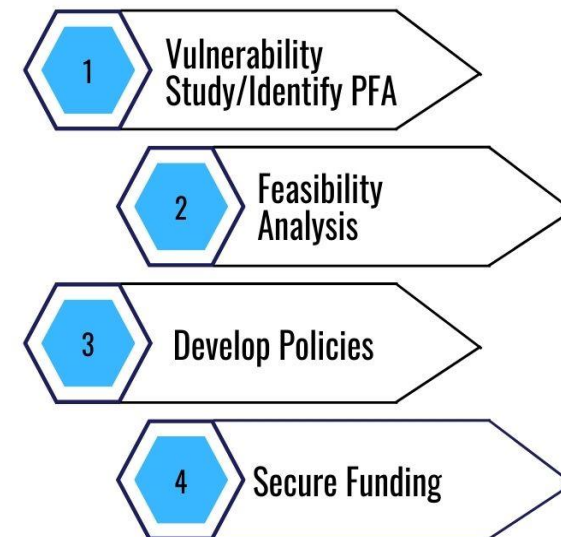 1
Vulnerability
Study/Identify PFA
2
Feasibility
Analysis
3
Develop Policies
4
Secure Funding